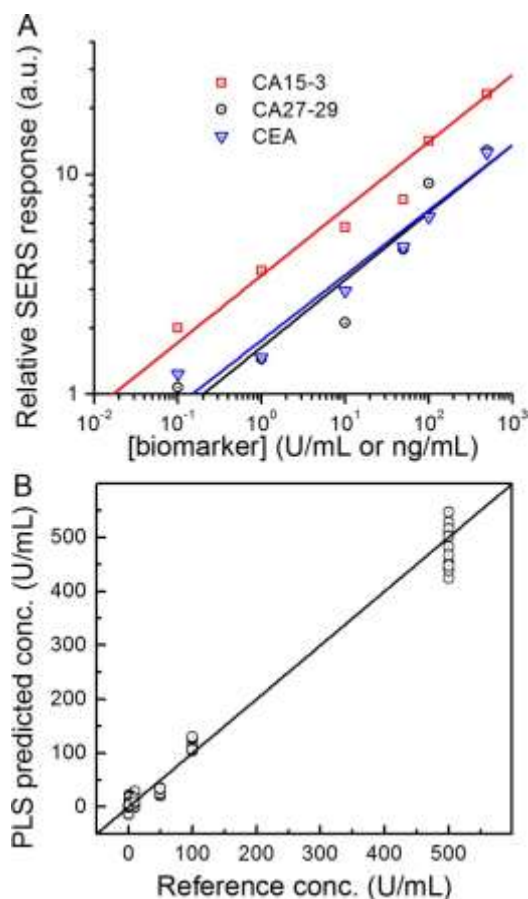 A
Relative SERS response (a.u.)
CA15-3
CA27-29
CEA
10
1
10⁻² 10⁻¹ 10⁰ 10¹ 10² 10³
[biomarker] (U/mL or ng/mL)
B
PLS predicted conc. (U/mL)
500
400
300
200
100
0
0 100 200 300 400 500
Reference conc. (U/mL)